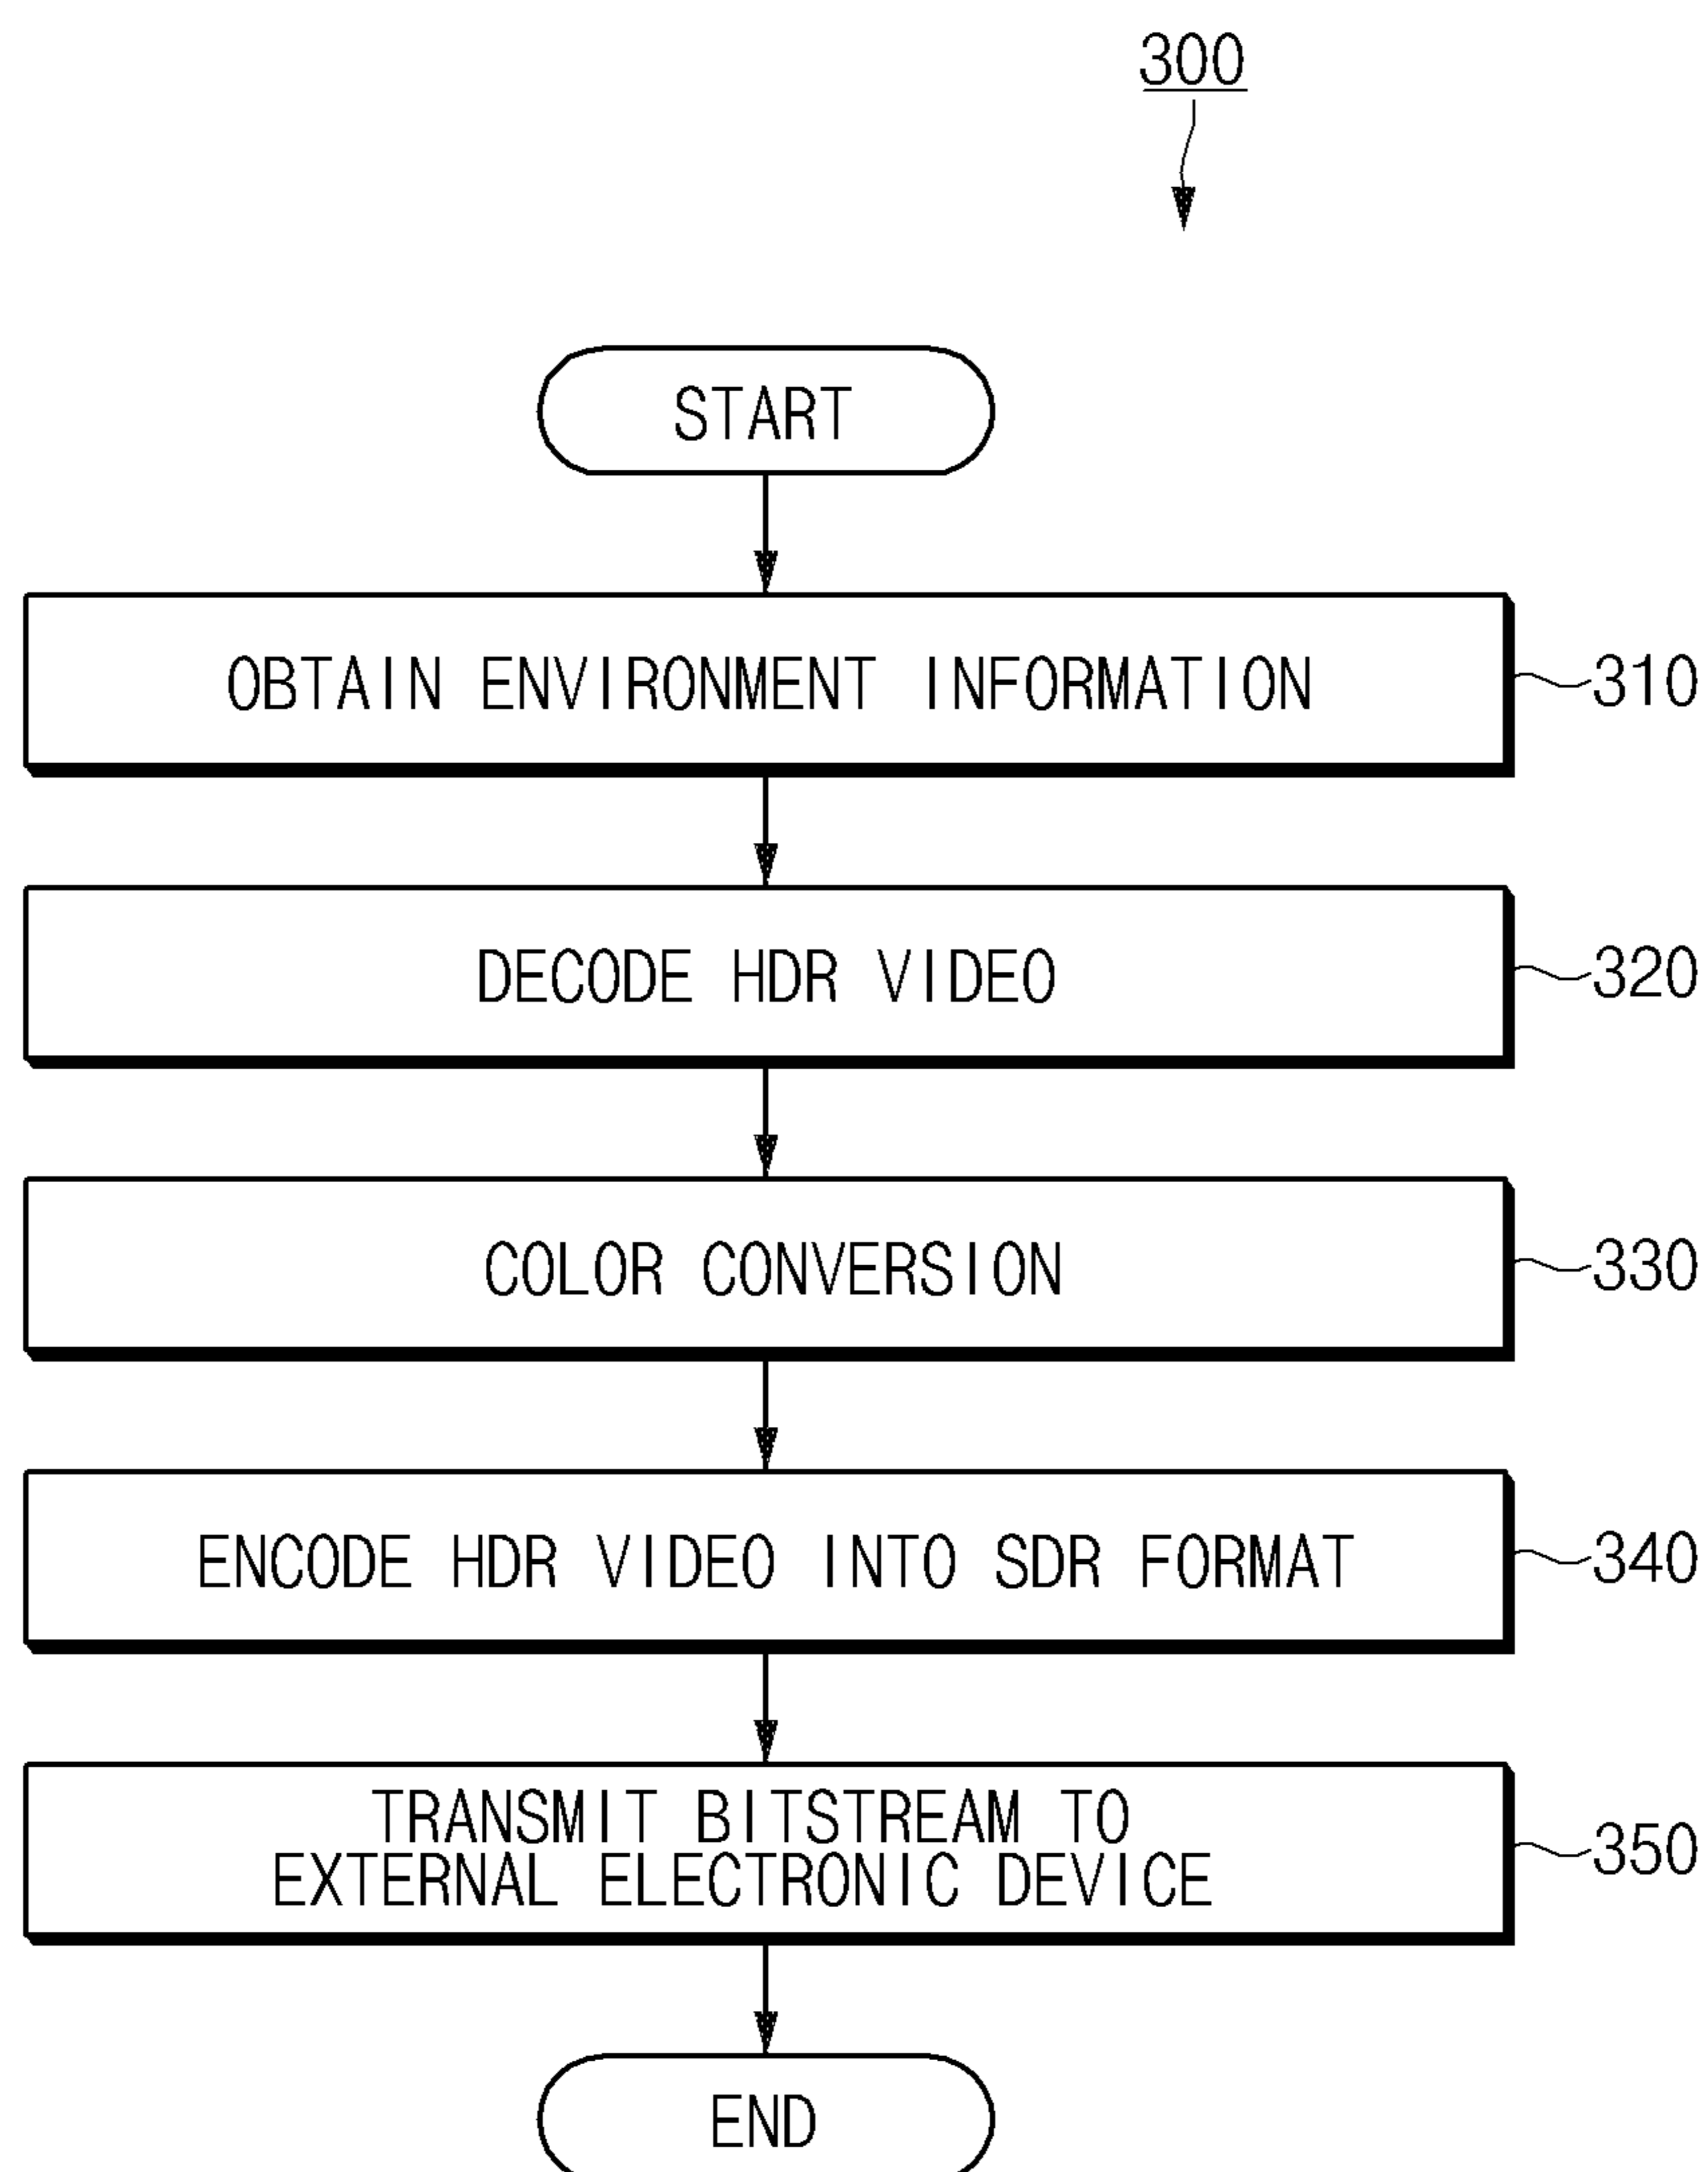 300
START
OBTAIN ENVIRONMENT INFORMATION
310
DECODE HDR VIDEO
320
COLOR CONVERSION
330
ENCODE HDR VIDEO INTO SDR FORMAT
340
TRANSMIT BITSTREAM TO
EXTERNAL ELECTRONIC DEVICE
350
END